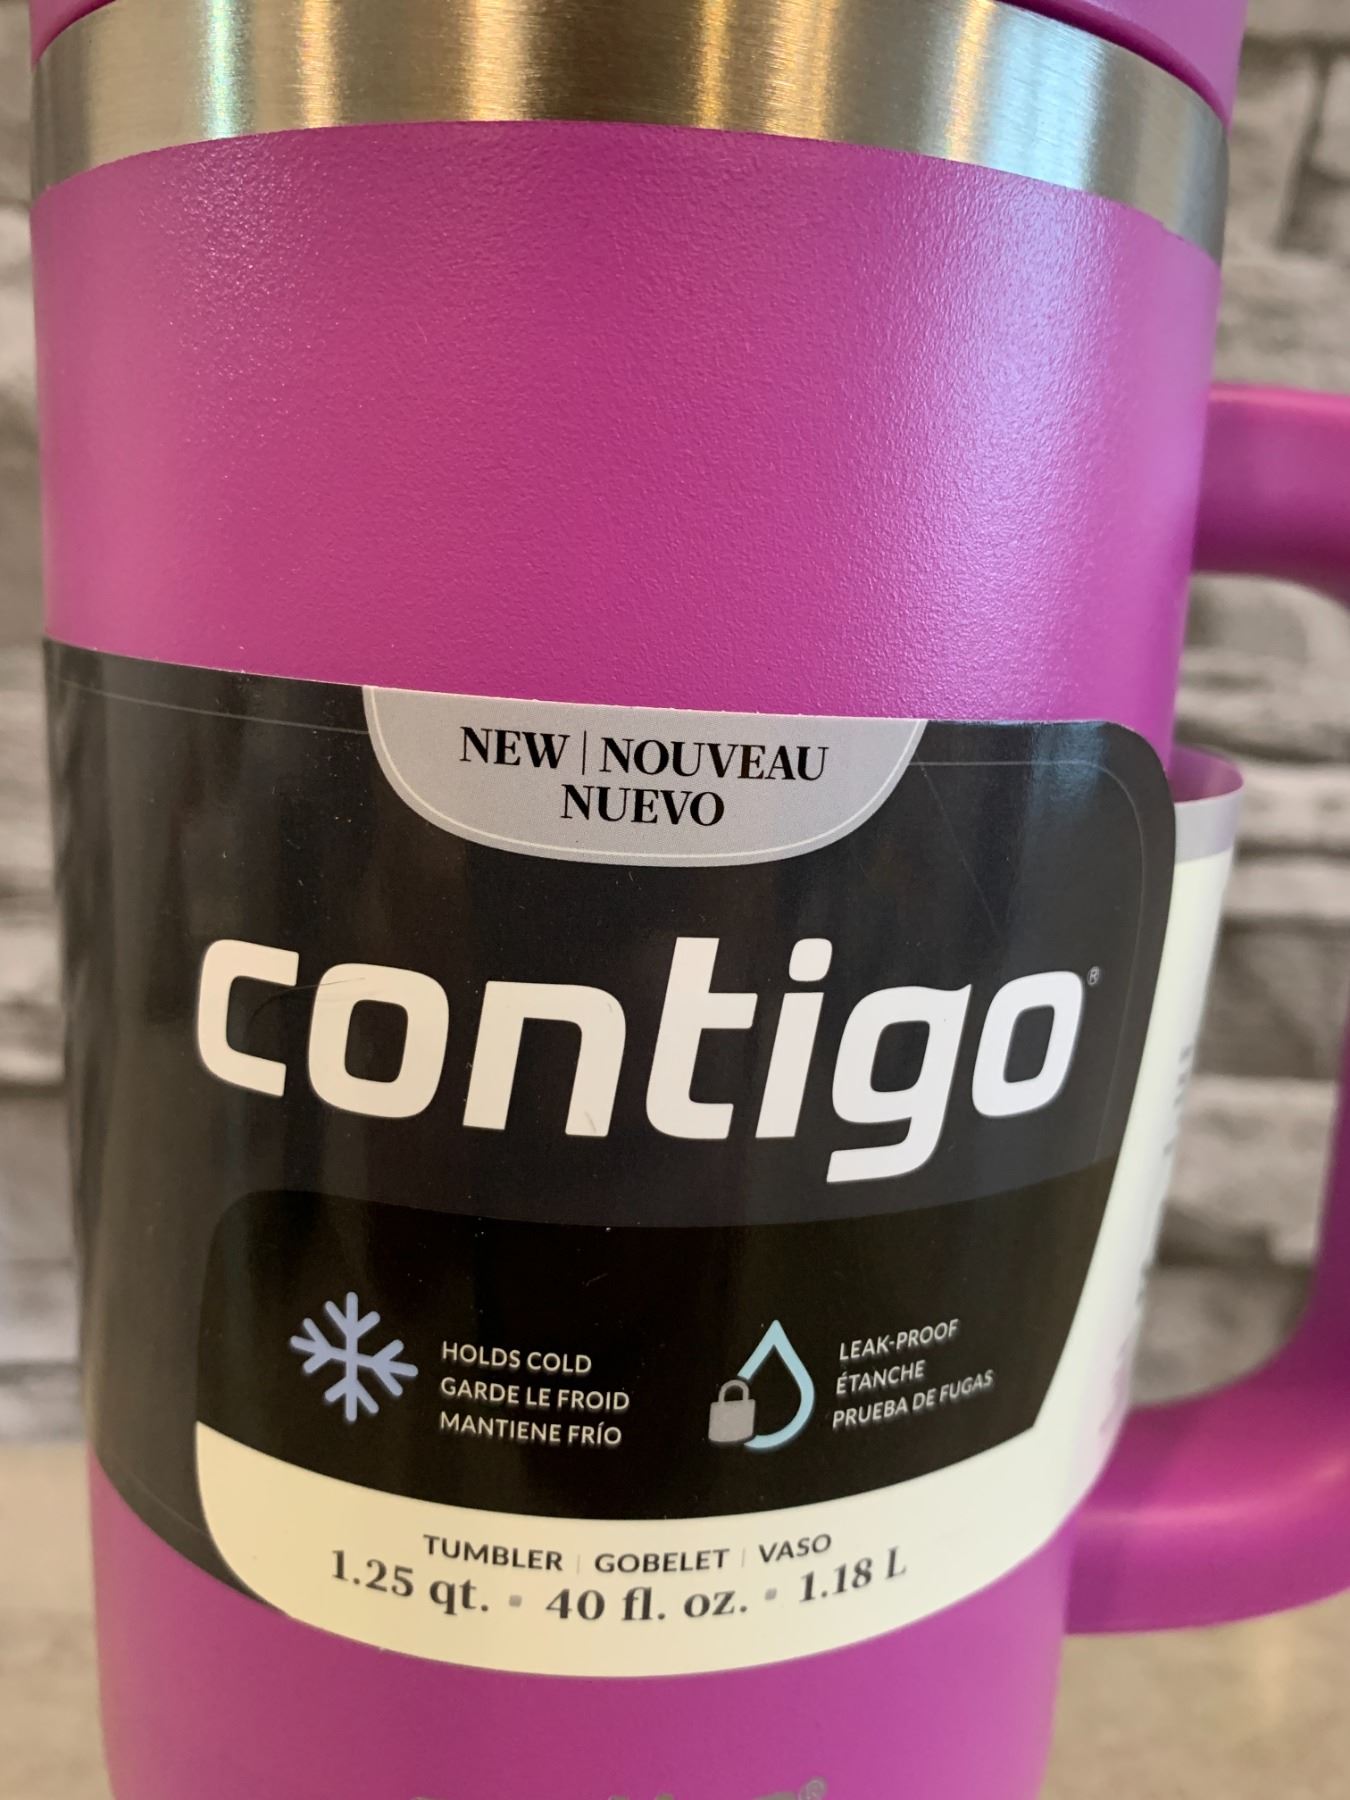 NEW | NOUVEAU
NUEVO
contigo®
HOLDS COLD
GARDE LE FROID
MANTIENE FRÍO
LEAK-PROOF
ÉTANCHE
PRUEBA DE FUGAS
TUMBLER | GOBELET | VASO
1.25 qt. ▪ 40 fl. oz. ▪ 1.18 L